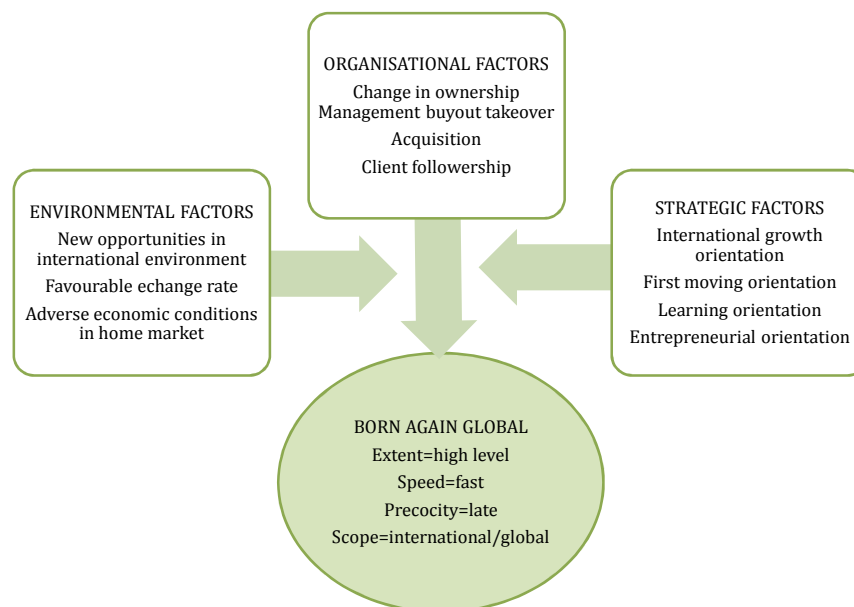 ORGANISATIONAL FACTORS
Change in ownership
Management buyout takeover
Acquisition
Client followership
ENVIRONMENTAL FACTORS
New opportunities in
international environment
Favourable echange rate
Adverse economic conditions
in home market
STRATEGIC FACTORS
International growth
orientation
First moving orientation
Learning orientation
Entrepreneurial orientation
BORN AGAIN GLOBAL
Extent=high level
Speed=fast
Precocity=late
Scope=international/global